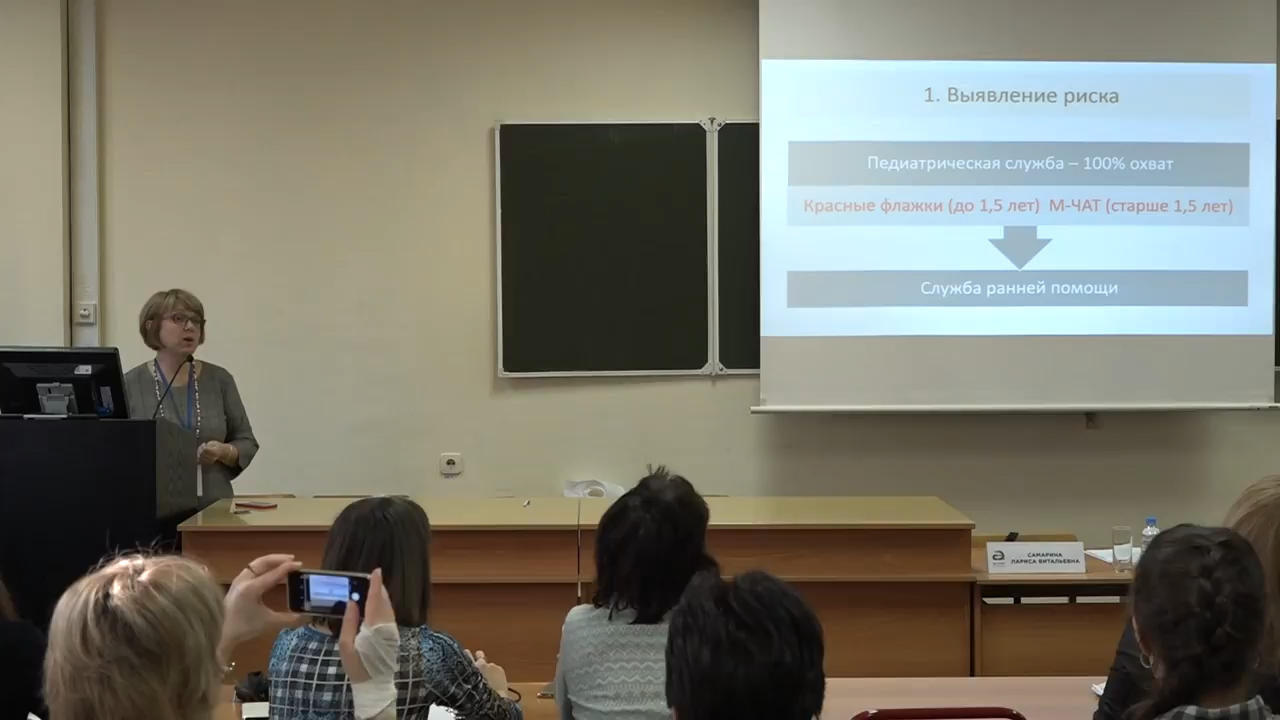 1. Выявление риска
Педиатрическая служба – 100% охват
Красные флажки (до 1,5 лет) М-ЧАТ (старше 1,5 лет)
Служба ранней помощи
САМАРИНА
ЛАРИСА ВИТАЛЬЕВНА